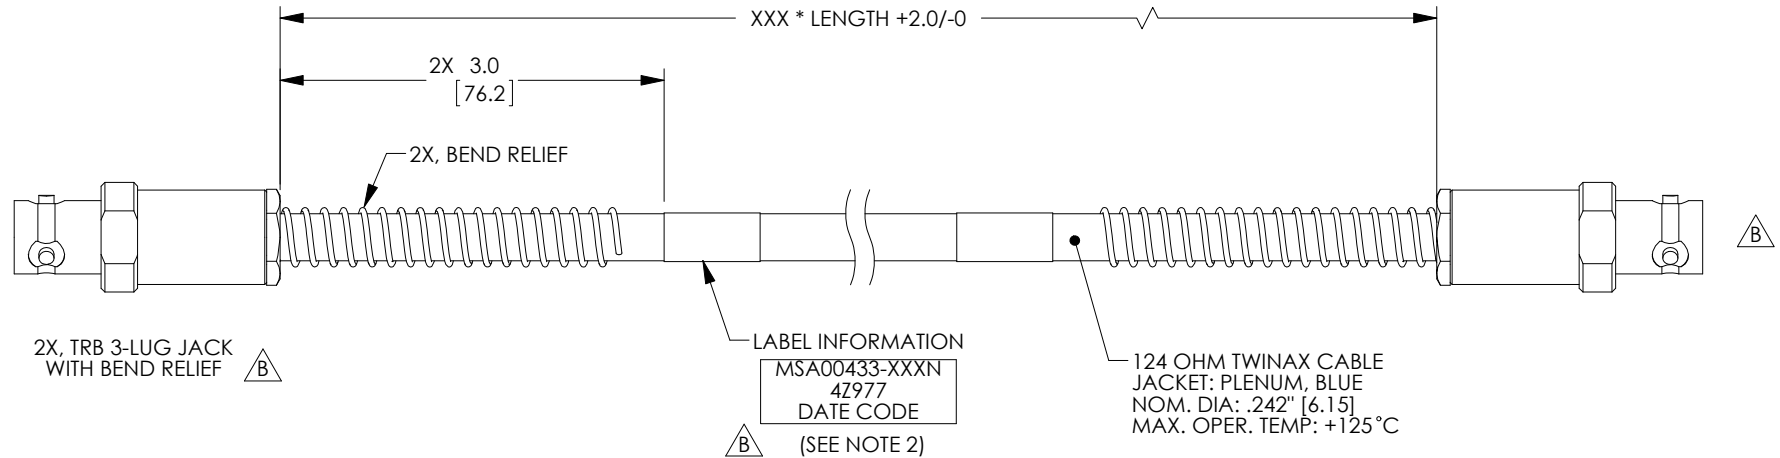 XXX * LENGTH +2.0/-0
2X 3.0
[76.2]
2X, BEND RELIEF
B
2X, TRB 3-LUG JACK
WITH BEND RELIEF
B
LABEL INFORMATION
MSA00433-XXXN
4Z977
DATE CODE
B
(SEE NOTE 2)
124 OHM TWINAX CABLE
JACKET: PLENUM, BLUE
NOM. DIA: .242" [6.15]
MAX. OPER. TEMP: +125°C